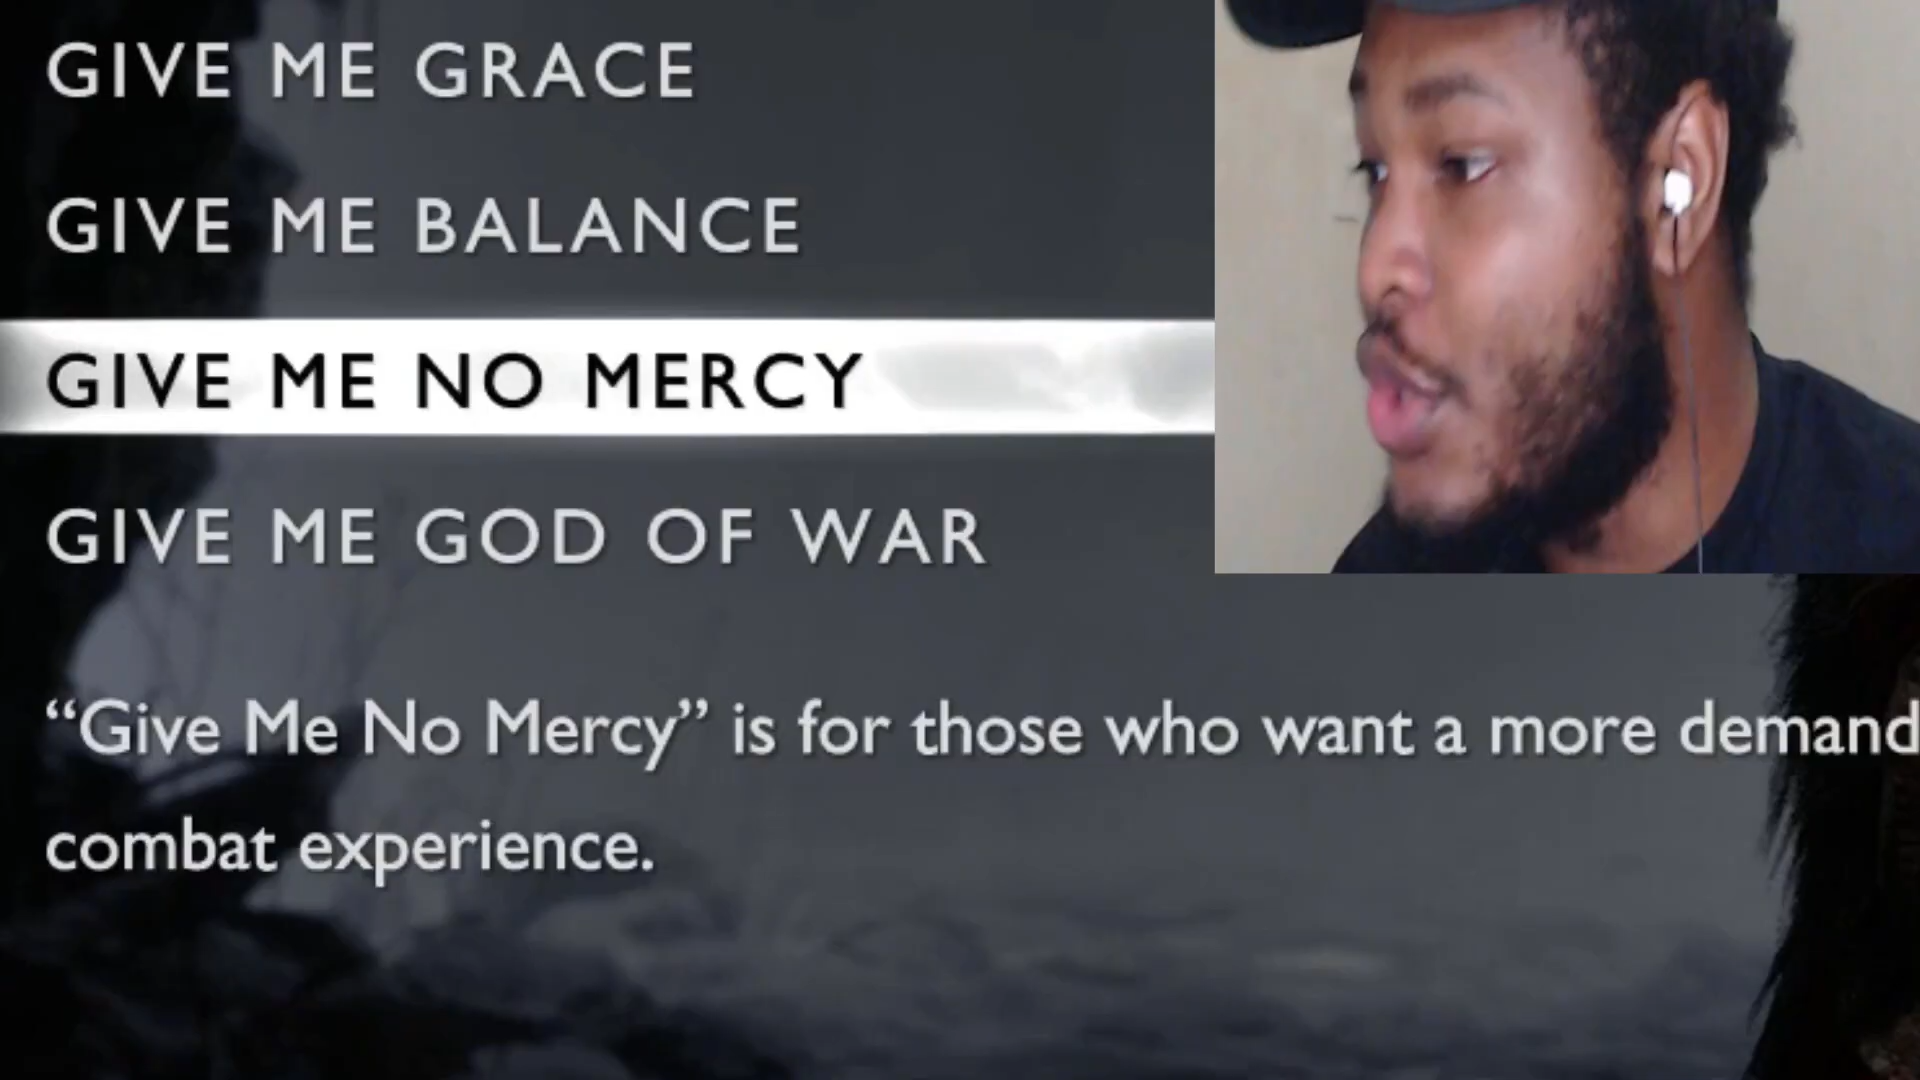 GIVE ME GRACE
GIVE ME BALANCE
GIVE ME NO MERCY
GIVE ME GOD OF WAR
“Give Me No Mercy” is for those who want a more demand
combat experience.